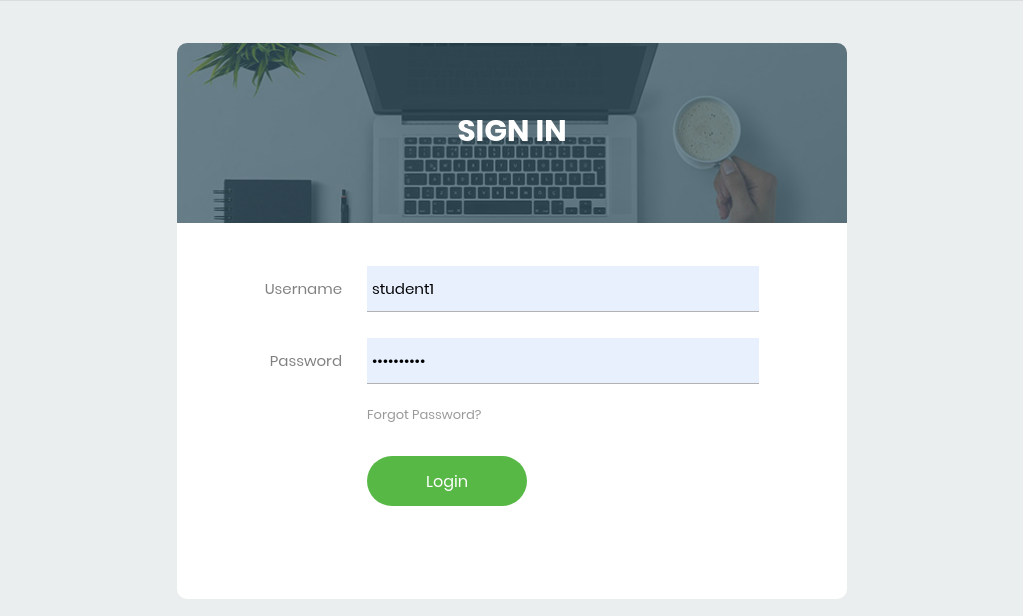 SIGN IN
Username
student1
Password
••••••••••
Forgot Password?
Login